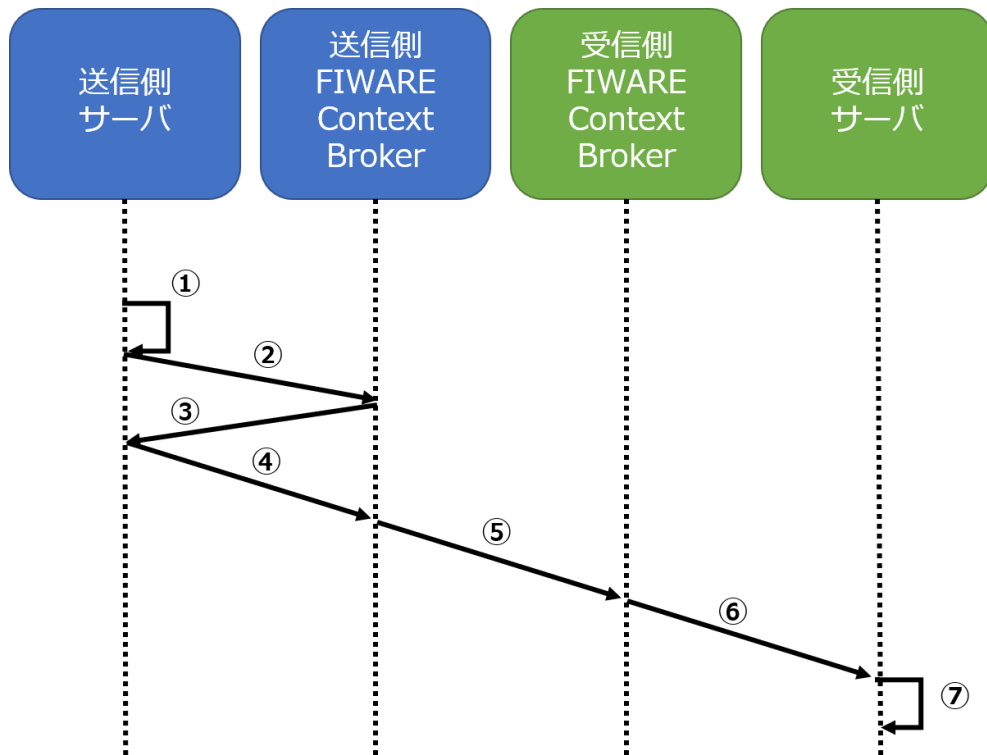 送信側
サーバ
送信側
FIWARE
Context
Broker
受信側
FIWARE
Context
Broker
受信側
サーバ
①
②
③
④
⑤
⑥
⑦